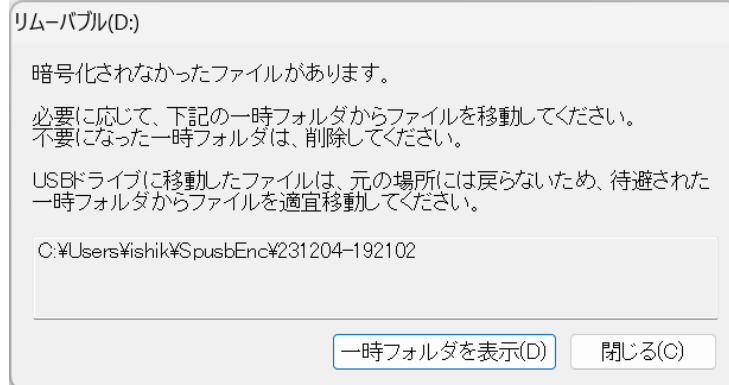 リムーバブル(D:)
暗号化されなかったファイルがあります。
必要に応じて、下記の一時フォルダからファイルを移動してください。
不要になった一時フォルダは、削除してください。
USBドライブに移動したファイルは、元の場所には戻らないため、待避された
一時フォルダからファイルを適宜移動してください。
C:¥Users¥ishik¥SpusbEnc¥231204-192102
一時フォルダを表示(D)
閉じる(C)